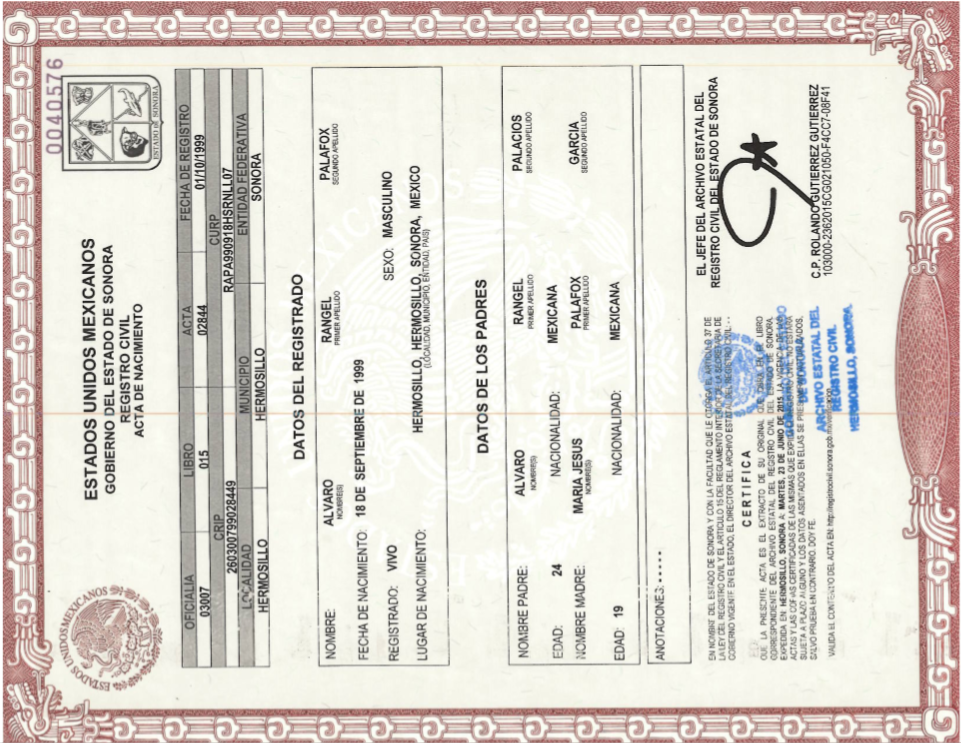 0040576
ESTADOS UNIDOS MEXICANOS
ESTADO DE SONORA
ESTADOS UNIDOS MEXICANOS
GOBIERNO DEL ESTADO DE SONORA
REGISTRO CIVIL
ACTA DE NACIMIENTO
OFICIALIA LIBRO ACTA FECHA DE REGISTRO
03007 015 02844 01/10/1999
CRIP CURP
260300799028449 RAPA990918HSRNLL07
LOCALIDAD MUNICIPIO ENTIDAD FEDERATIVA
HERMOSILLO HERMOSILLO SONORA
DATOS DEL REGISTRADO
NOMBRE: ALVARO RANGEL PALAFOX
NOMBRE(S) PRIMER APELLIDO SEGUNDO APELLIDO
FECHA DE NACIMIENTO: 18 DE SEPTIEMBRE DE 1999
REGISTRADO: VIVO SEXO: MASCULINO
LUGAR DE NACIMIENTO: HERMOSILLO, HERMOSILLO, SONORA, MEXICO
(LOCALIDAD, MUNICIPIO, ENTIDAD, PAIS)
DATOS DE LOS PADRES
NOMBRE PADRE: ALVARO RANGEL PALACIOS
NOMBRE(S) PRIMER APELLIDO SEGUNDO APELLIDO
EDAD: 24 NACIONALIDAD: MEXICANA
NOMBRE MADRE: MARIA JESUS PALAFOX GARCIA
NOMBRE(S) PRIMER APELLIDO SEGUNDO APELLIDO
EDAD: 19 NACIONALIDAD: MEXICANA
ANOTACIONES: - - - -
EN NOMBRE DEL ESTADO DE SONORA Y CON LA FACULTAD QUE LE OTORGA EL ARTICULO 37 DE
LA LEY DEL REGISTRO CIVIL Y EL ARTICULO 15 DEL REGLAMENTO INTERIOR DE LA SECRETARIA DE
GOBIERNO VIGENTE EN EL ESTADO, EL DIRECTOR DEL ARCHIVO ESTATAL DEL REGISTRO CIVIL - -
CERTIFICA
QUE LA PRESENTE ACTA ES EL EXTRACTO DE SU ORIGINAL QUE OBRA EN EL LIBRO
CORRESPONDIENTE DEL ARCHIVO ESTATAL DEL REGISTRO CIVIL DEL ESTADO DE SONORA
EXPEDIDA EN HERMOSILLO, SONORA A: MARTES, 23 DE JUNIO DE 2015. LA VIGENCIA DE
ACTAS Y LAS COPIAS CERTIFICADAS DE LAS MISMAS QUE EXPIDA CIVIL, NO ESTARA
SUJETA A PLAZO ALGUNO Y LOS DATOS ASENTADOS EN ELLAS SE
SALVO PRUEBA EN CONTRARIO. DOY FE.
VALIDA EL CONTENIDO DEL ACTA EN: http://registrocivil.sonora.gob.mx
ARCHIVO ESTATAL DEL
REGISTRO CIVIL
HERMOSILLO, SONORA
EL JEFE DEL ARCHIVO ESTATAL DEL
REGISTRO CIVIL DEL ESTADO DE SONORA
C.P. ROLANDO GUTIERREZ GUTIERREZ
103000-2362015CG021050-F4CC7-08F41